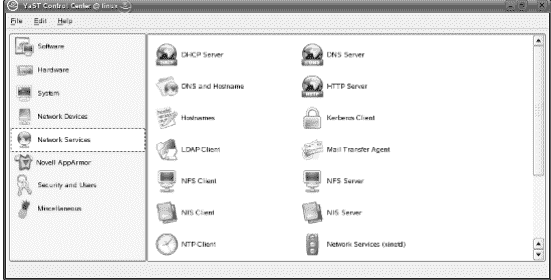 YaST Control Center @ linux
File Edit Help
Software
Hardware
System
Network Devices
Network Services
Novell AppArmor
Security and Users
Miscellaneous
DHCP Server
DNS Server
DNS and Hostname
HTTP Server
Hostnames
Kerberos Client
LDAP Client
Mail Transfer Agent
NFS Client
NFS Server
NIS Client
NIS Server
NTP Client
Network Services (xinetd)